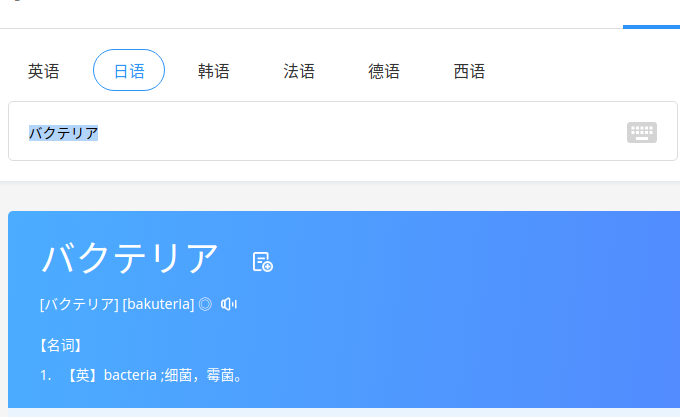 英语 日语 韩语 法语 德语 西语
バクテリア
バクテリア
[バクテリア] [bakuteria] ◎
【名词】
1. 【英】bacteria ;细菌，霉菌。